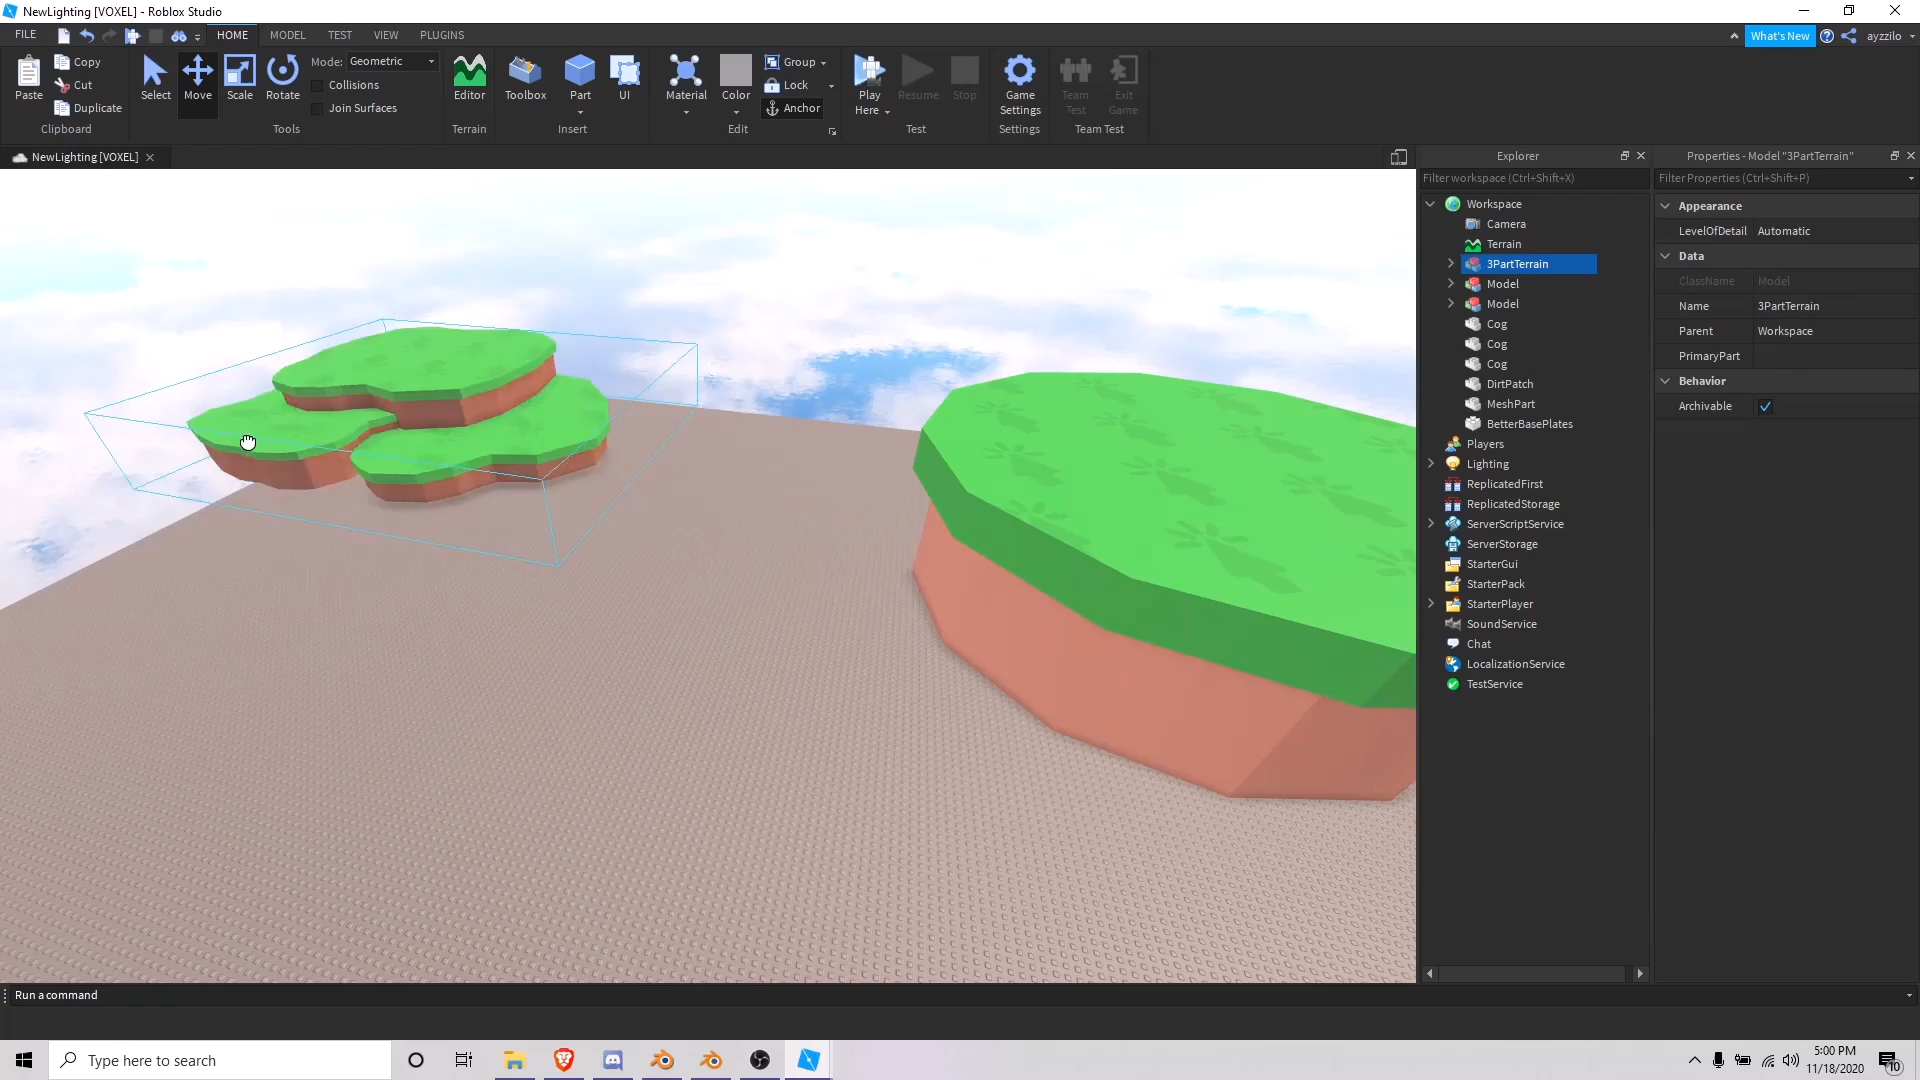 NewLighting [VOXEL] - Roblox Studio
FILE HOME MODEL TEST VIEW PLUGINS What's New ayzzilo
Paste Copy Cut Duplicate Clipboard
Select Move Scale Rotate Mode: Geometric Collisions Join Surfaces Tools
Editor Terrain
Toolbox Part UI Insert
Material Color Group Lock Anchor Edit
Play Here Resume Stop Test
Game Settings Settings
Team Test Exit Game Team Test
NewLighting [VOXEL]
Explorer
Filter workspace (Ctrl+Shift+X)
Workspace
Camera
Terrain
3PartTerrain
Model
Model
Cog
Cog
Cog
DirtPatch
MeshPart
BetterBasePlates
Players
Lighting
ReplicatedFirst
ReplicatedStorage
ServerScriptService
ServerStorage
StarterGui
StarterPack
StarterPlayer
SoundService
Chat
LocalizationService
TestService
Properties - Model "3PartTerrain"
Filter Properties (Ctrl+Shift+P)
Appearance
LevelOfDetail Automatic
Data
ClassName Model
Name 3PartTerrain
Parent Workspace
PrimaryPart
Behavior
Archivable
Run a command
Type here to search
5:00 PM
11/18/2020
10